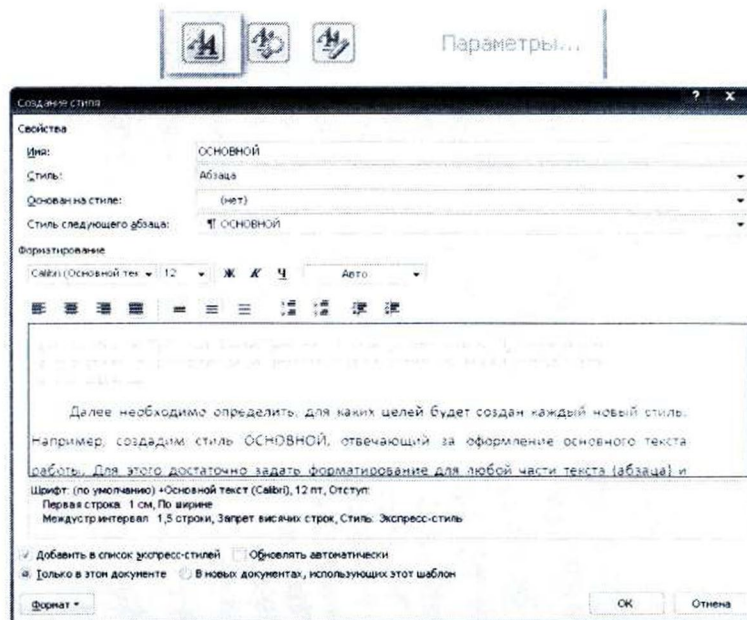 Параметры...
Создание стиля
Свойства
Имя: ОСНОВНОЙ
Стиль: Абзаца
Основан на стиле: (нет)
Стиль следующего абзаца: ¶ ОСНОВНОЙ
Форматирование
Calibri (Основной тек 12 Ж К Ч Авто
Далее необходимо определить, для каких целей будет создан каждый новый стиль.
Например, создадим стиль ОСНОВНОЙ, отвечающий за оформление основного текста
работы. Для этого достаточно задать форматирование для любой части текста (абзаца) и
Шрифт: (по умолчанию) +Основной текст (Calibri), 12 пт, Отступ:
Первая строка: 1 см, По ширине
Междустр.интервал: 1,5 строки, Запрет висячих строк, Стиль: Экспресс-стиль
Добавить в список экспресс-стилей Обновлять автоматически
Только в этом документе В новых документах, использующих этот шаблон
Формат ОК Отмена